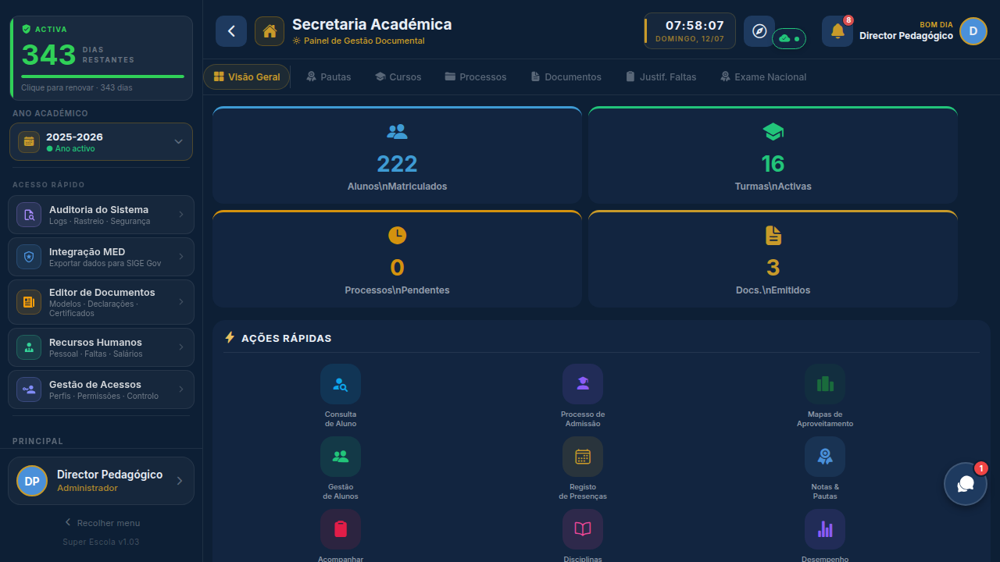 ACTIVA
343 DIAS RESTANTES
Clique para renovar · 343 dias
ANO ACADÉMICO
2025-2026
Ano activo
ACESSO RÁPIDO
Auditoria do Sistema
Logs · Rastreio · Segurança
Integração MED
Exportar dados para SIGE Gov
Editor de Documentos
Modelos · Declarações ·
Certificados
Recursos Humanos
Pessoal · Faltas · Salários
Gestão de Acessos
Perfis · Permissões · Controlo
PRINCIPAL
DP
Director Pedagógico
Administrador
Recolher menu
Super Escola v1.03
Secretaria Académica
Painel de Gestão Documental
07:58:07
DOMINGO, 12/07
8
BOM DIA
Director Pedagógico
D
Visão Geral
Pautas
Cursos
Processos
Documentos
Justif. Faltas
Exame Nacional
222
Alunos\nMatriculados
16
Turmas\nActivas
0
Processos\nPendentes
3
Docs.\nEmitidos
AÇÕES RÁPIDAS
Consulta
de Aluno
Processo de
Admissão
Mapas de
Aproveitamento
Gestão
de Alunos
Registo
de Presenças
Notas &
Pautas
Acompanhar
Disciplinas
Desempenho
1